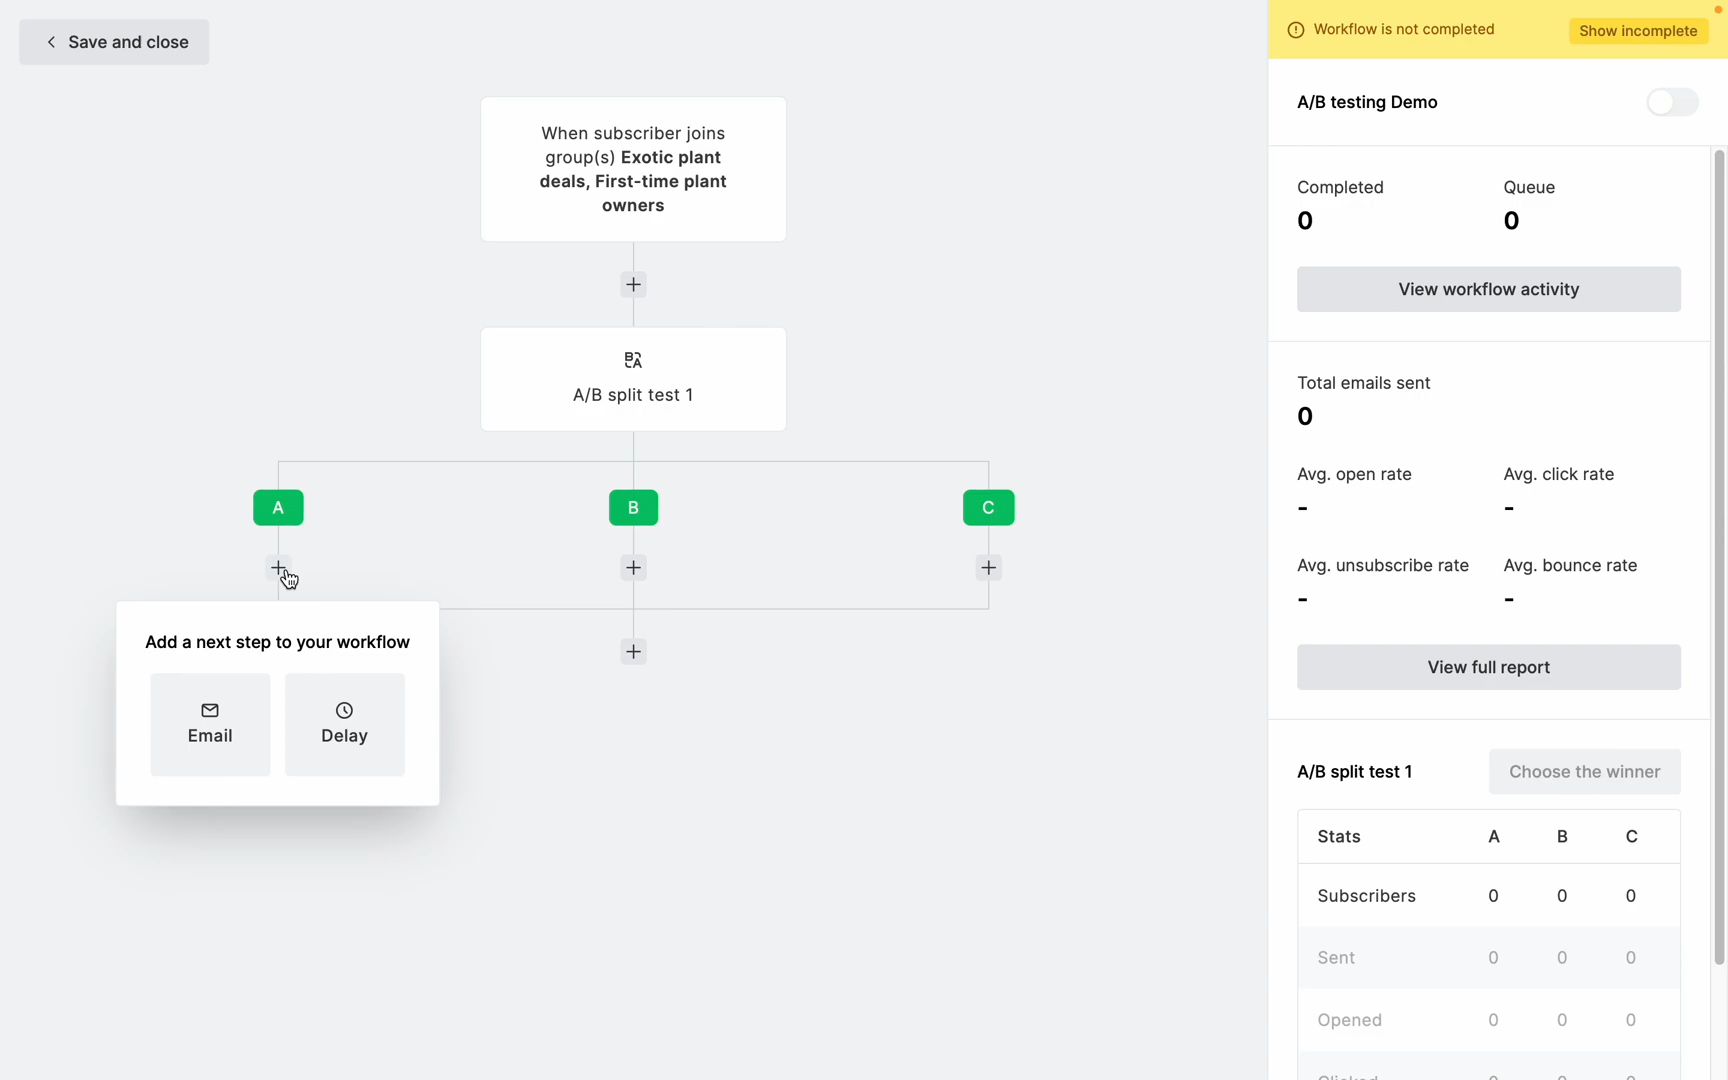 Save and close
When subscriber joins
group(s) Exotic plant
deals, First-time plant
owners
A/B split test 1
A
B
C
Add a next step to your workflow
Email
Delay
Workflow is not completed
Show incomplete
A/B testing Demo
Completed
Queue
0
0
View workflow activity
Total emails sent
0
Avg. open rate
Avg. click rate
-
-
Avg. unsubscribe rate
Avg. bounce rate
-
-
View full report
A/B split test 1
Choose the winner
Stats A B C
Subscribers 0 0 0
Sent 0 0 0
Opened 0 0 0